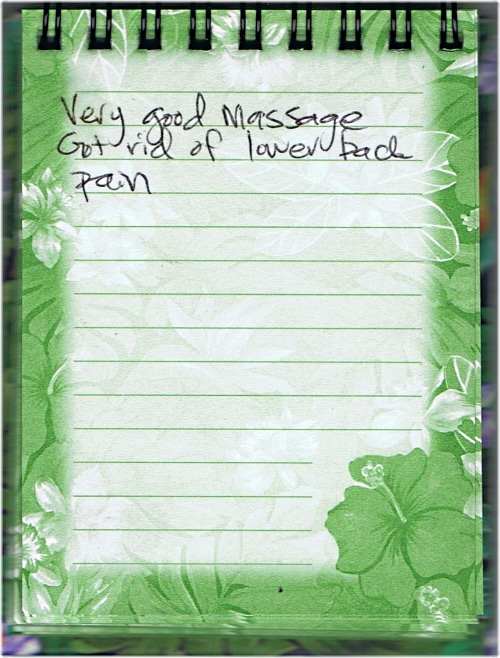 Very good Massage
Got rid of lower back
pain